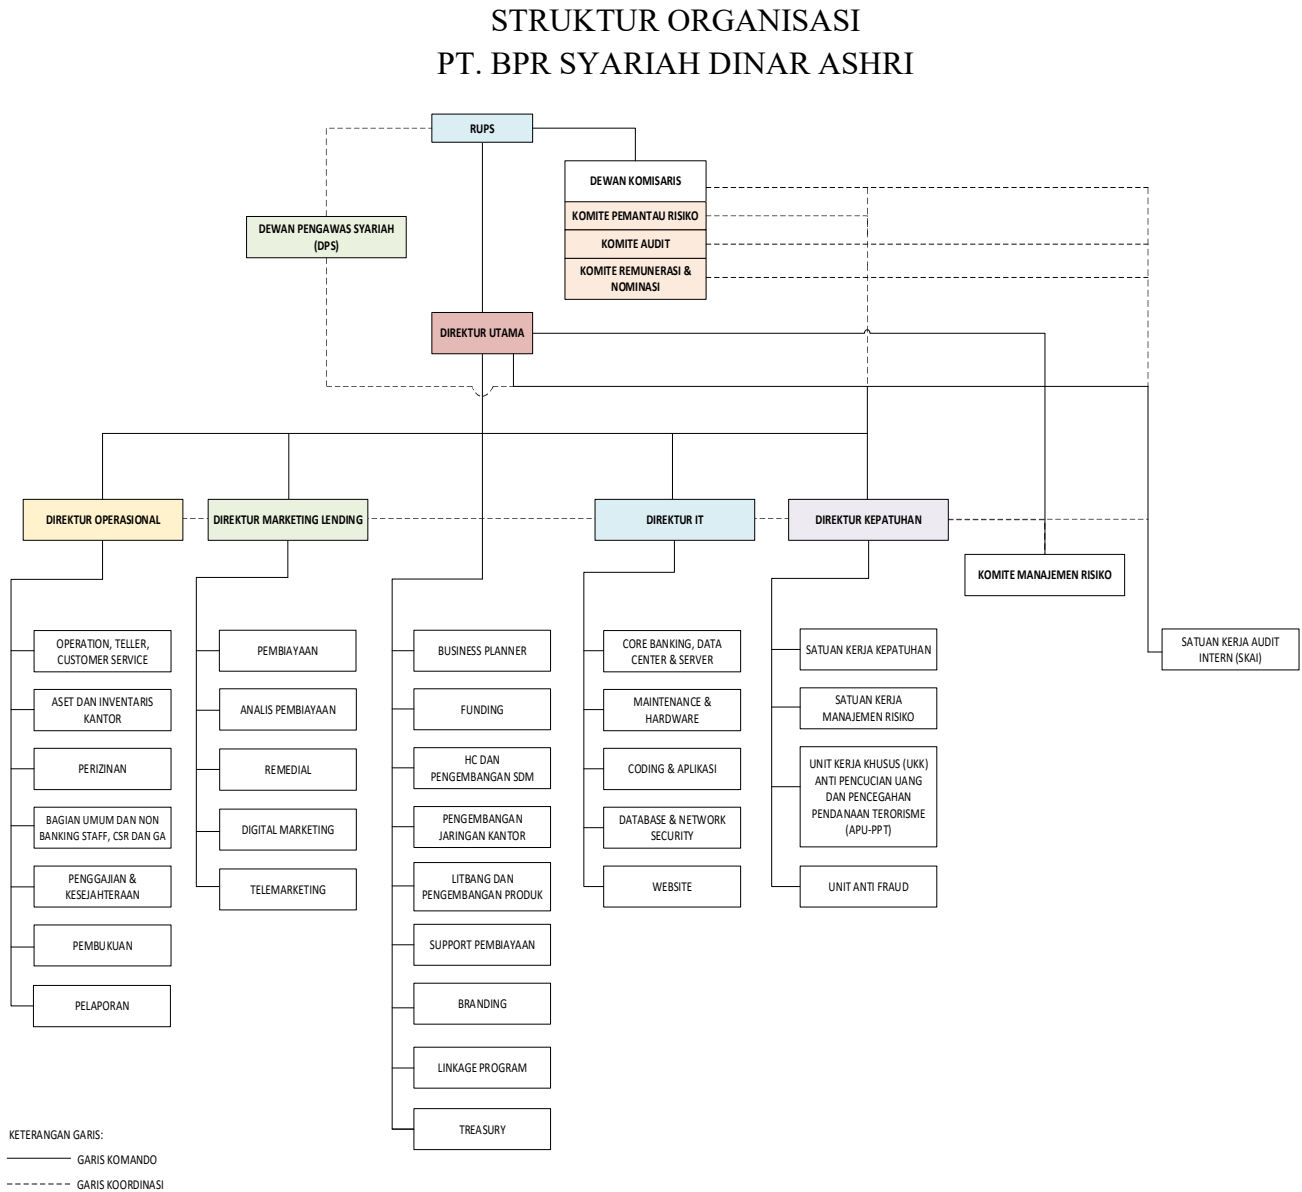 STRUKTUR ORGANISASI
PT. BPR SYARIAH DINAR ASHRI
RUPS
DEWAN KOMISARIS
KOMITE PEMANTAU RISIKO
KOMITE AUDIT
KOMITE REMUNERASI &
NOMINASI
DEWAN PENGAWAS SYARIAH
(DPS)
DIREKTUR UTAMA
DIREKTUR OPERASIONAL
DIREKTUR MARKETING LENDING
DIREKTUR IT
DIREKTUR KEPATUHAN
KOMITE MANAJEMEN RISIKO
OPERATION, TELLER,
CUSTOMER SERVICE
ASET DAN INVENTARIS
KANTOR
PERIZINAN
BAGIAN UMUM DAN NON
BANKING STAFF, CSR DAN GA
PENGGAJIAN &
KESEJAHTERAAN
PEMBUKUAN
PELAPORAN
PEMBIAYAAN
ANALIS PEMBIAYAAN
REMEDIAL
DIGITAL MARKETING
TELEMARKETING
BUSINESS PLANNER
FUNDING
HC DAN
PENGEMBANGAN SDM
PENGEMBANGAN
JARINGAN KANTOR
LITBANG DAN
PENGEMBANGAN PRODUK
SUPPORT PEMBIAYAAN
BRANDING
LINKAGE PROGRAM
TREASURY
CORE BANKING, DATA
CENTER & SERVER
MAINTENANCE &
HARDWARE
CODING & APLIKASI
DATABASE & NETWORK
SECURITY
WEBSITE
SATUAN KERJA KEPATUHAN
SATUAN KERJA
MANAJEMEN RISIKO
UNIT KERJA KHUSUS (UKK)
ANTI PENCUCIAN UANG
DAN PENCEGAHAN
PENDANAAN TERORISME
(APU-PPT)
UNIT ANTI FRAUD
SATUAN KERJA AUDIT
INTERN (SKAI)
KETERANGAN GARIS:
GARIS KOMANDO
GARIS KOORDINASI